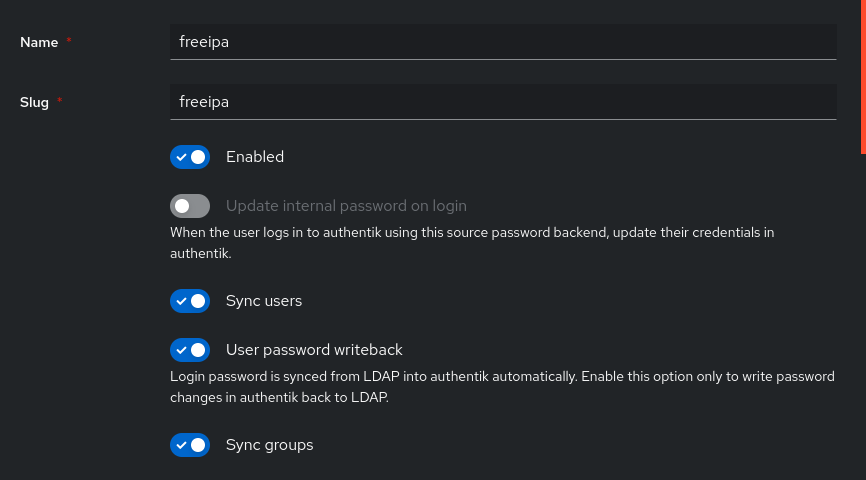 Name *
freeipa
Slug *
freeipa
Enabled
Update internal password on login
When the user logs in to authentik using this source password backend, update their credentials in
authentik.
Sync users
User password writeback
Login password is synced from LDAP into authentik automatically. Enable this option only to write password
changes in authentik back to LDAP.
Sync groups